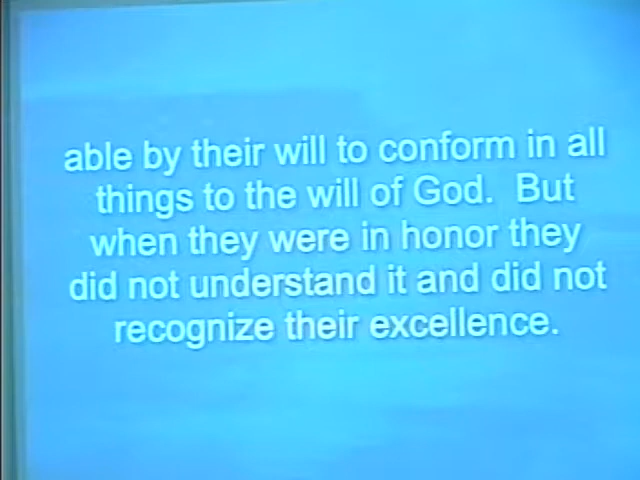 able by their will to conform in all
things to the will of God.  But
when they were in honor they
did not understand it and did not
recognize their excellence.